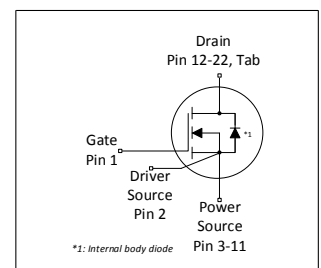 Drain
Pin 12-22, Tab
*1
Gate
Pin 1
Driver
Source
Pin 2
Power
Source
Pin 3-11
*1: Internal body diode